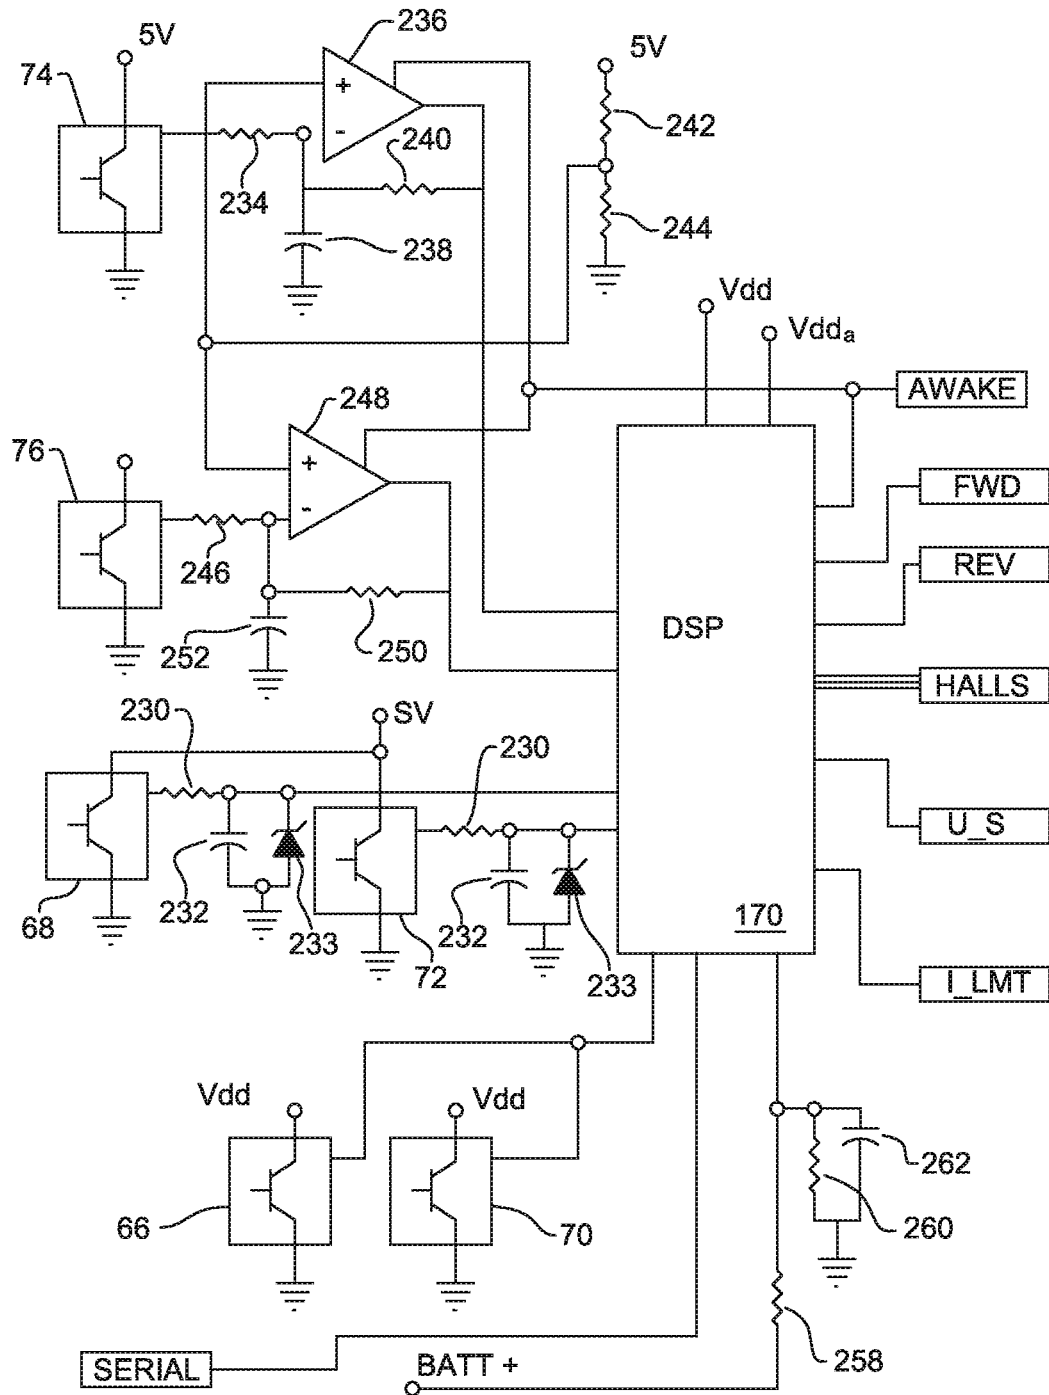 5V
236
5V
74
242
240
234
244
238
Vdd
Vddₐ
AWAKE
248
76
FWD
246
REV
DSP
252
250
HALLS
230
SV
230
U_S
68
232
233
72
232
233
170
I_LMT
Vdd
Vdd
262
66
70
260
SERIAL
BATT +
258
+
-
+
-